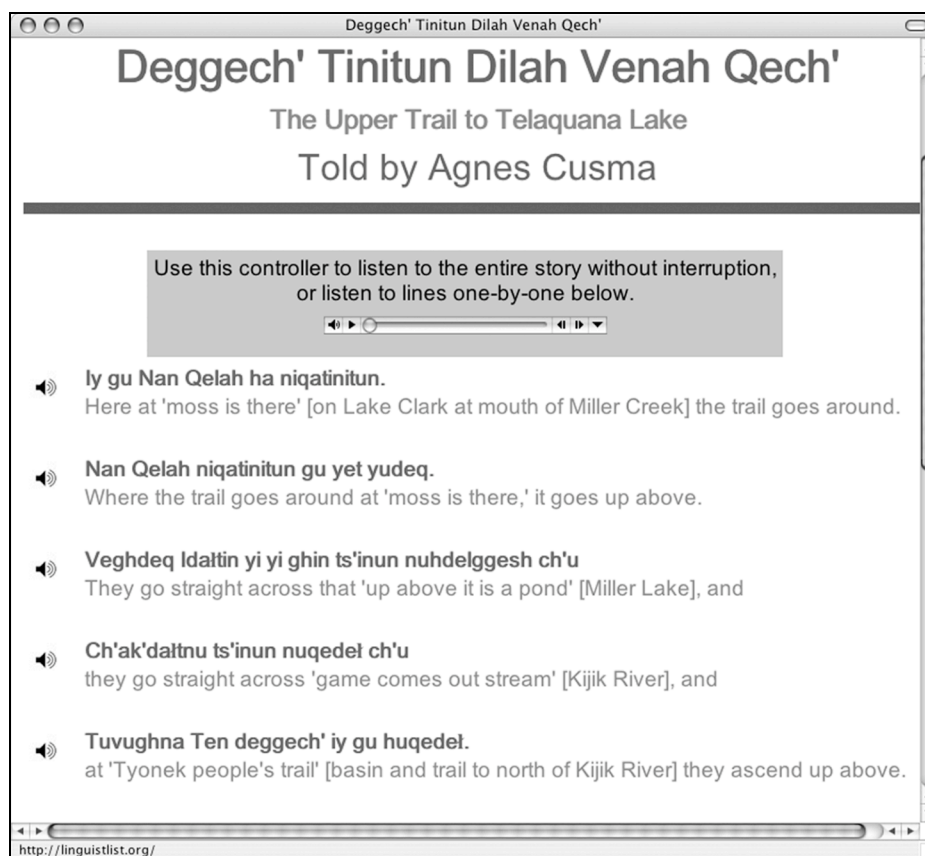 Deggech' Tinitun Dilah Venah Qech'
Deggech' Tinitun Dilah Venah Qech'
The Upper Trail to Telaquana Lake
Told by Agnes Cusma
Use this controller to listen to the entire story without interruption,
or listen to lines one-by-one below.
Iy gu Nan Qelah ha niqatinitun.
Here at 'moss is there' [on Lake Clark at mouth of Miller Creek] the trail goes around.
Nan Qelah niqatinitun gu yet yudeq.
Where the trail goes around at 'moss is there,' it goes up above.
Veghdeq Idałtin yi yi ghin ts'inun nuhdelggesh ch'u
They go straight across that 'up above it is a pond' [Miller Lake], and
Ch'ak'dałtnu ts'inun nuqedeł ch'u
they go straight across 'game comes out stream' [Kijik River], and
Tuvughna Ten deggech' iy gu huqedeł.
at 'Tyonek people's trail' [basin and trail to north of Kijik River] they ascend up above.
http://linguistlist.org/